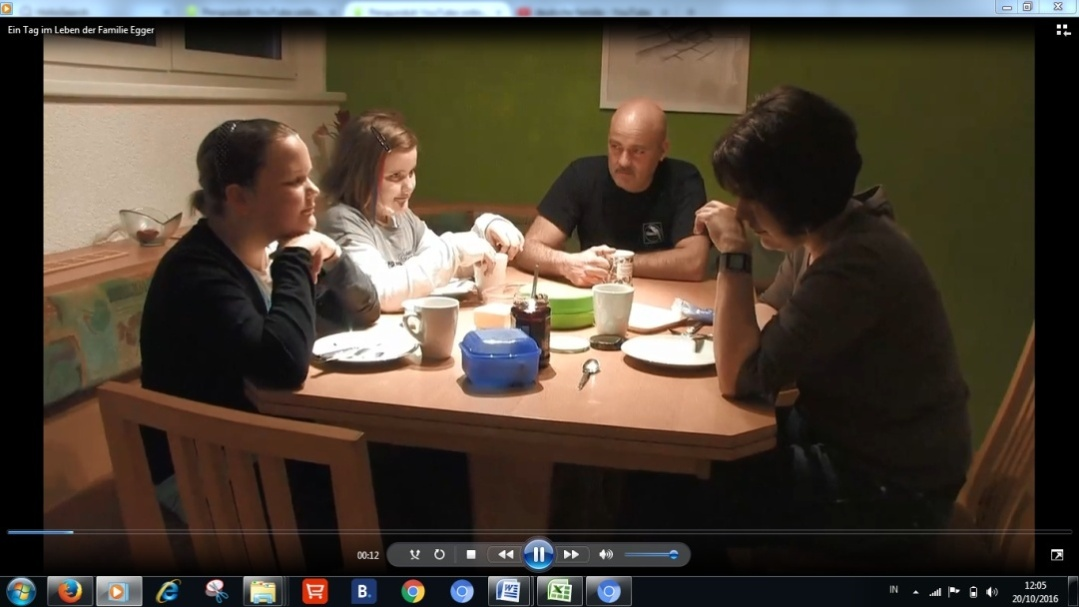 Ein Tag im Leben der Familie Egger
00:12
B.
W
X
IN
12:05
20/10/2016